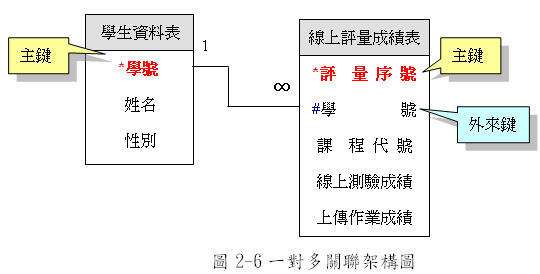 學生資料表
主鍵
*學號
姓名
性別
1
∞
線上評量成績表
*評 量 序 號
主鍵
#學 號
外來鍵
課 程 代 號
線上測驗成績
上傳作業成績
圖 2-6 一對多關聯架構圖